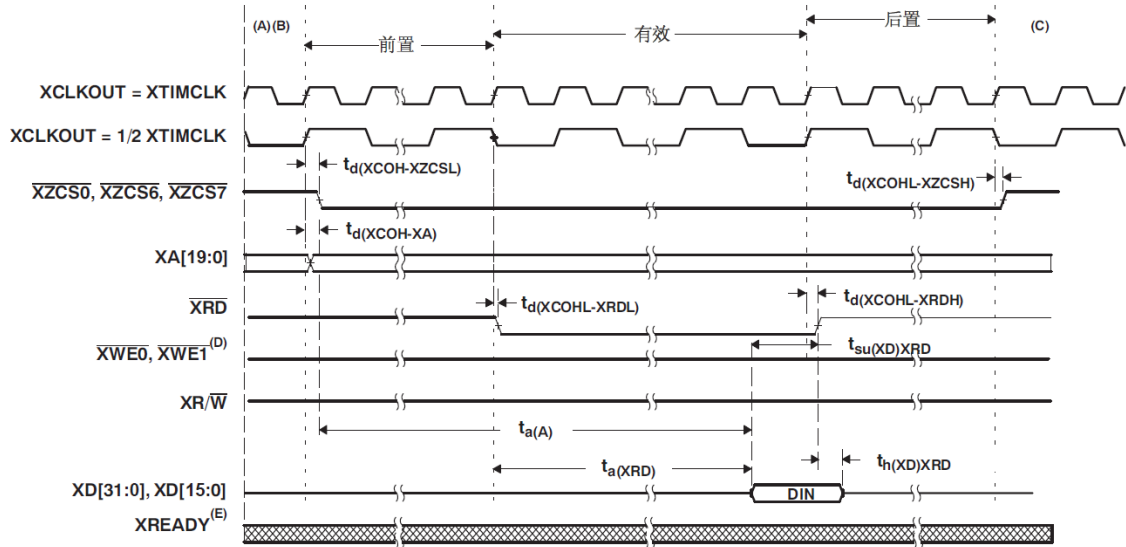 (A)(B)
前置
有效
后置
(C)
XCLKOUT = XTIMCLK
XCLKOUT = 1/2 XTIMCLK
td(XCOH-XZCSL)
td(XCOHL-XZCSH)
XZCS0, XZCS6, XZCS7
td(XCOH-XA)
XA[19:0]
XRD
td(XCOHL-XRDL)
td(XCOHL-XRDH)
XWE0, XWE1(D)
tsu(XD)XRD
XR/W
ta(A)
ta(XRD)
th(XD)XRD
XD[31:0], XD[15:0]
DIN
XREADY(E)